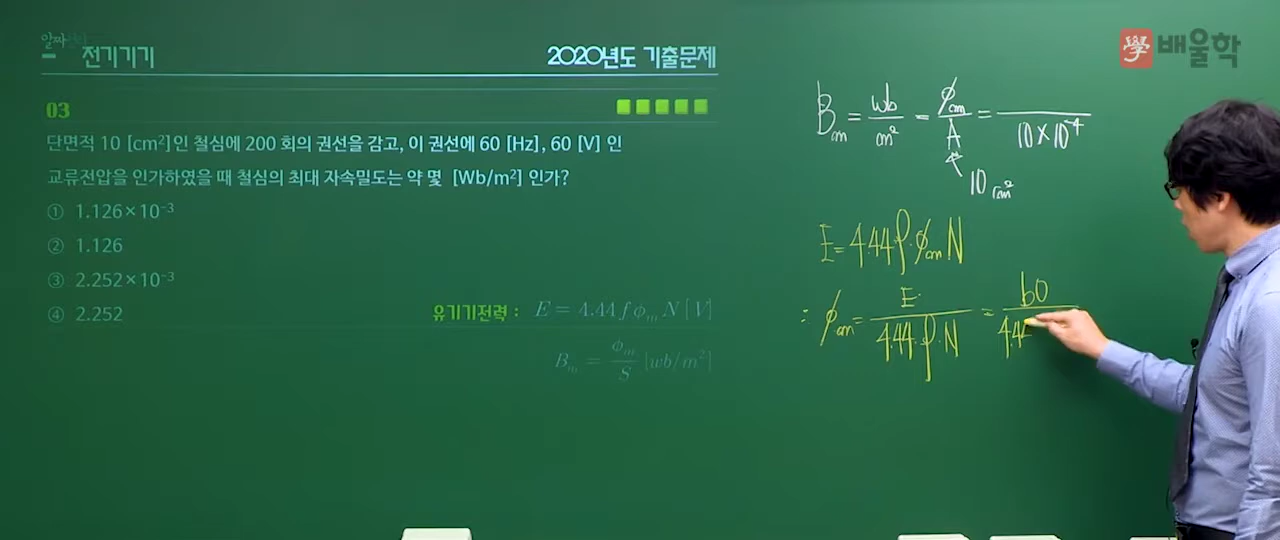 알짜
전기기기
2020년도 기출문제
學 배울학
03
단면적 10 [cm²]인 철심에 200 회의 권선을 감고, 이 권선에 60 [Hz], 60 [V] 인
교류전압을 인가하였을 때 철심의 최대 자속밀도는 약 몇 [Wb/m²] 인가?
① 1.126×10⁻³
② 1.126
③ 2.252×10⁻³
④ 2.252
유기기전력 : E = 4.44 f ϕₘ N [V]
Bₘ = ϕₘ/S [wb/m²]
Bₘ = wb/m² = ϕₘ/A = /10×10⁻⁴
10 cm²
E = 4.44 f·ϕₘ N
∴ ϕₘ = E/4.44·f·N = 60/4.44